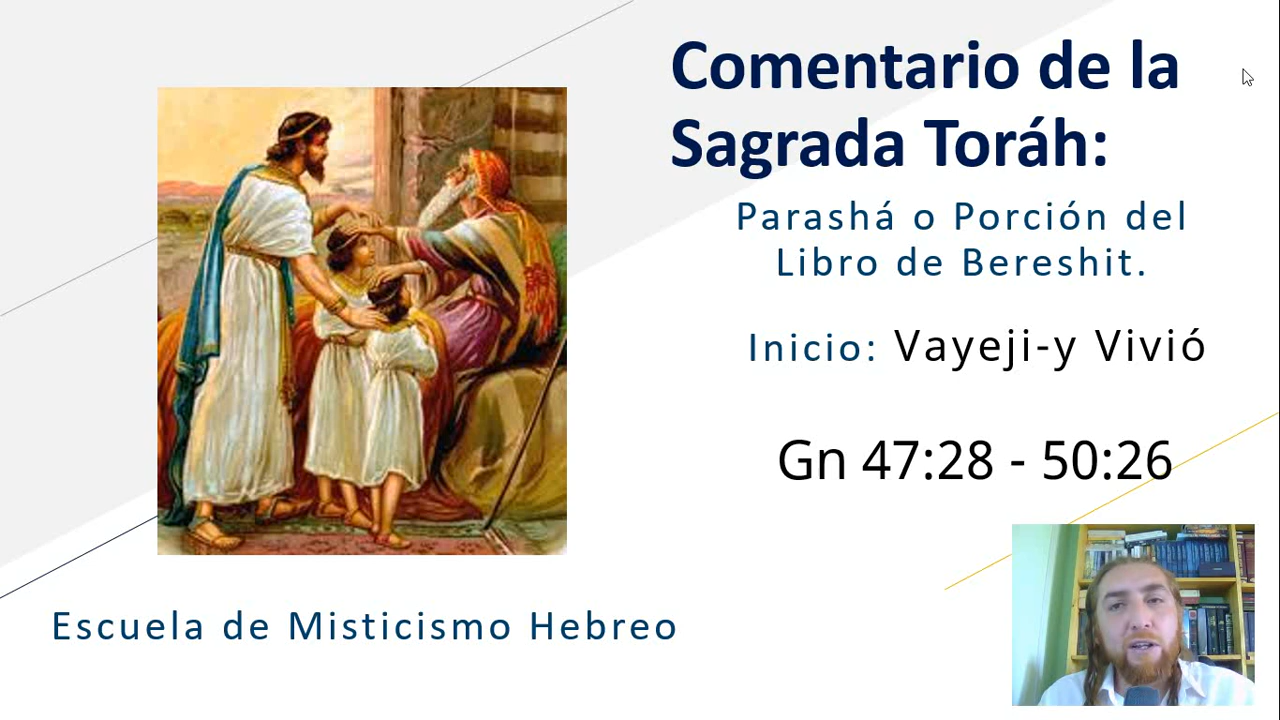 Comentario de la
Sagrada Toráh:
Parashá o Porción del
Libro de Bereshit.
Inicio: Vayeji-y Vivió
Gn 47:28 - 50:26
Escuela de Misticismo Hebreo